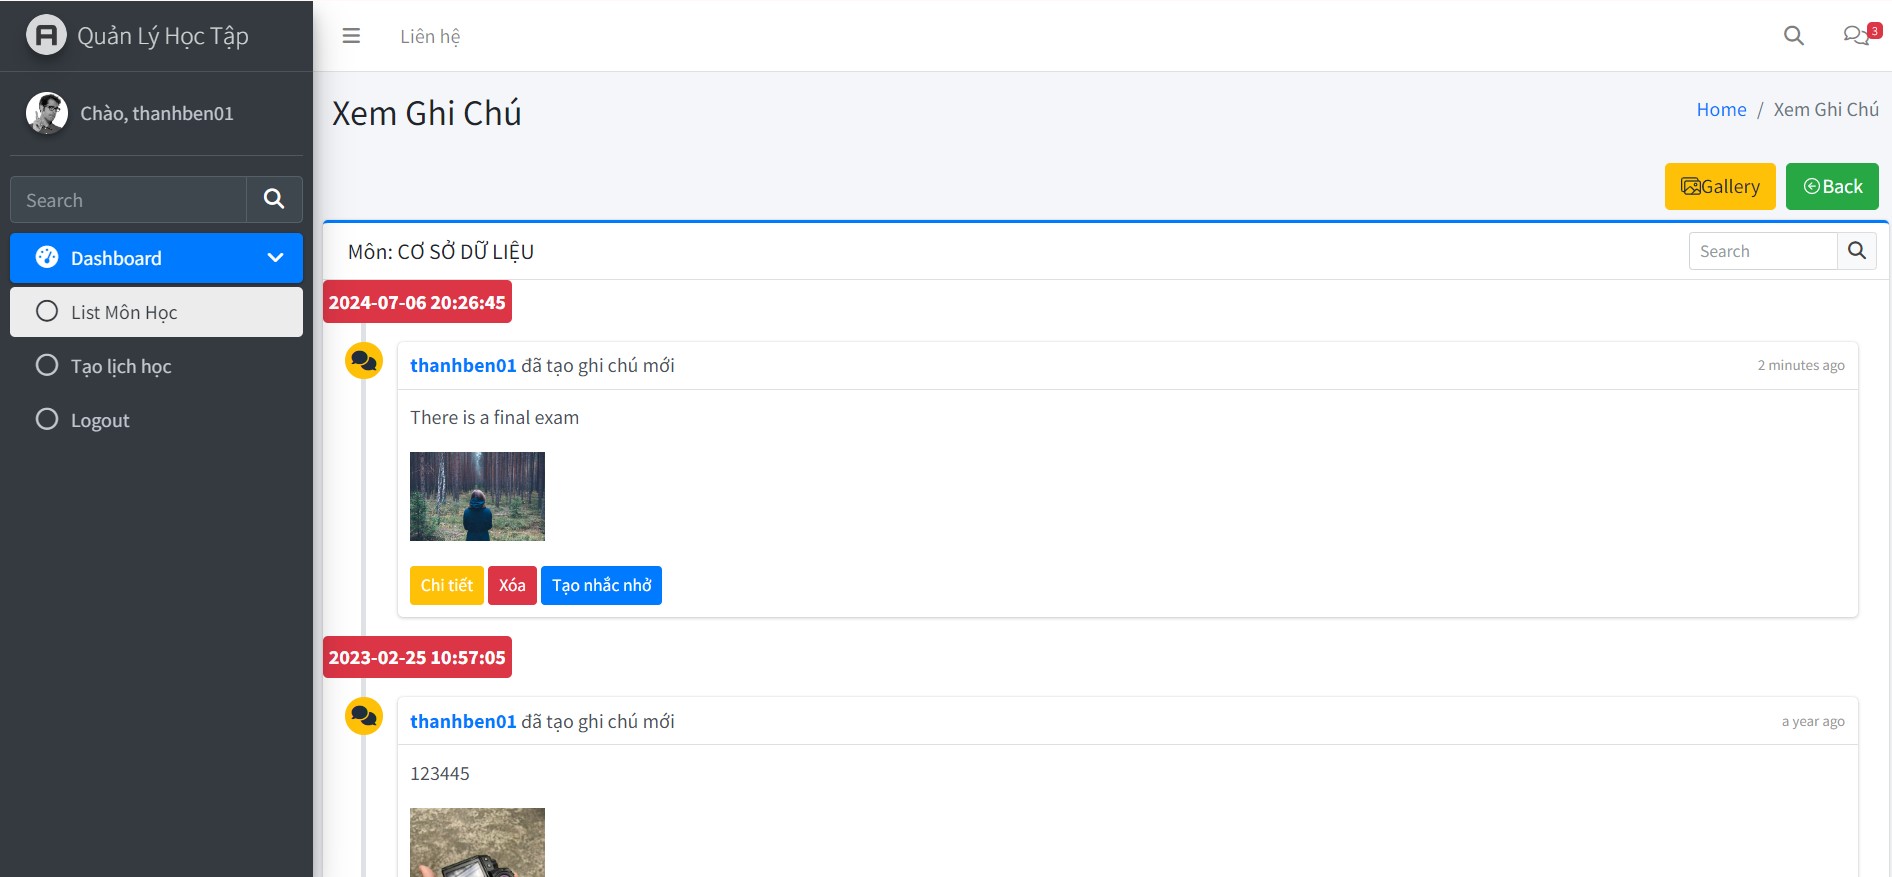 Quản Lý Học Tập
Liên hệ
3
Chào, thanhben01
Xem Ghi Chú
Home / Xem Ghi Chú
Search
Gallery
Back
Dashboard
List Môn Học
Tạo lịch học
Logout
Môn: CƠ SỞ DỮ LIỆU
Search
2024-07-06 20:26:45
thanhben01 đã tạo ghi chú mới
2 minutes ago
There is a final exam
Chi tiết
Xóa
Tạo nhắc nhở
2023-02-25 10:57:05
thanhben01 đã tạo ghi chú mới
a year ago
123445